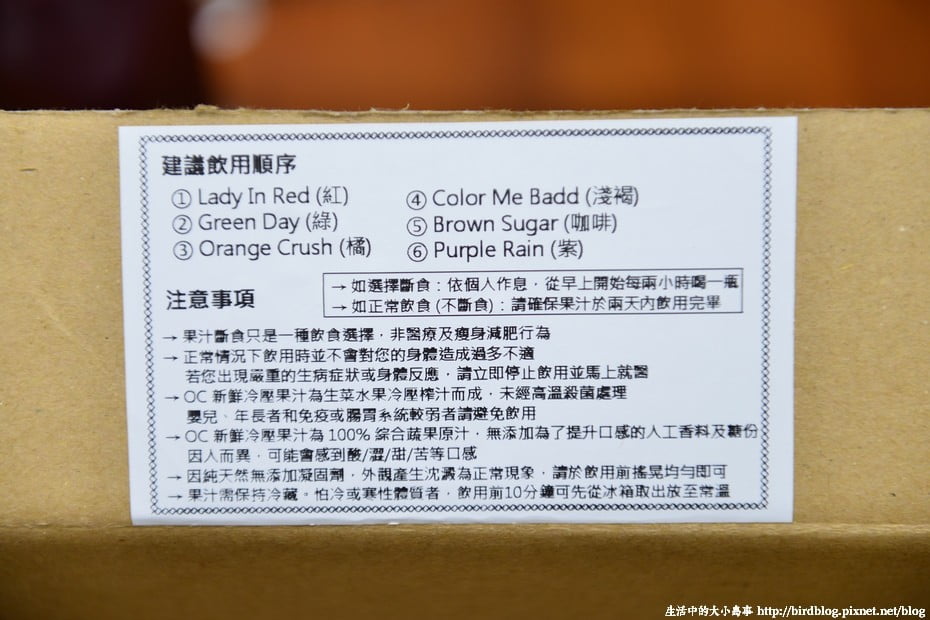 建議飲用順序
① Lady In Red (紅)
② Green Day (綠)
③ Orange Crush (橘)
④ Color Me Badd (淺褐)
⑤ Brown Sugar (咖啡)
⑥ Purple Rain (紫)
注意事項
→ 如選擇斷食：依個人作息，從早上開始每兩小時喝一瓶
→ 如正常飲食 (不斷食)：請確保果汁於兩天內飲用完畢
→ 果汁斷食只是一種飲食選擇，非醫療及瘦身減肥行為
→ 正常情況下飲用時並不會對您的身體造成過多不適
若您出現嚴重的生病症狀或身體反應，請立即停止飲用並馬上就醫
→ OC 新鮮冷壓果汁為生菜水果冷壓榨汁而成，未經高溫殺菌處理
嬰兒、年長者和免疫或腸胃系統較弱者請避免飲用
→ OC 新鮮冷壓果汁為 100% 綜合蔬果原汁，無添加為了提升口感的人工香料及糖份
因人而異，可能會感到酸/澀/甜/苦等口感
→ 因純天然無添加凝固劑，外觀產生沈澱為正常現象，請於飲用前搖晃均勻即可
→ 果汁需保持冷藏。怕冷或寒性體質者，飲用前10分鐘可先從冰箱取出放至常溫
生活中的大小鳥事 http://birdblog.pixnet.net/blog